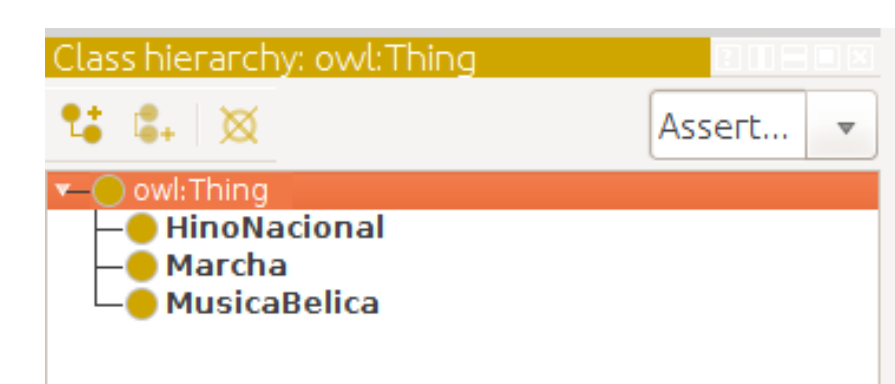 Class hierarchy: owl:Thing
Assert...
owl:Thing
HinoNacional
Marcha
MusicaBelica